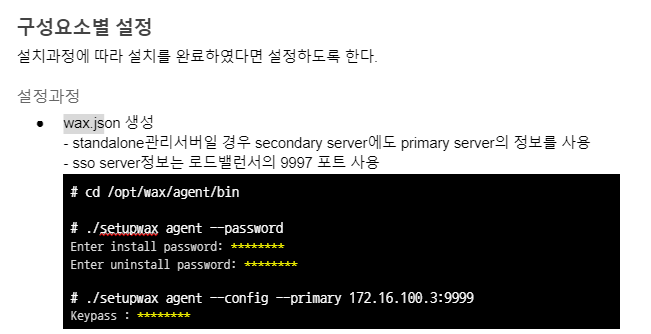 구성요소별 설정
설치과정에 따라 설치를 완료하였다면 설정하도록 한다.
설정과정
● wax.json 생성
- standalone관리서버일 경우 secondary server에도 primary server의 정보를 사용
- sso server정보는 로드밸런서의 9997 포트 사용
# cd /opt/wax/agent/bin
# ./setupwax agent --password
Enter install password: ********
Enter uninstall password: ********
# ./setupwax agent --config --primary 172.16.100.3:9999
Keypass : ********